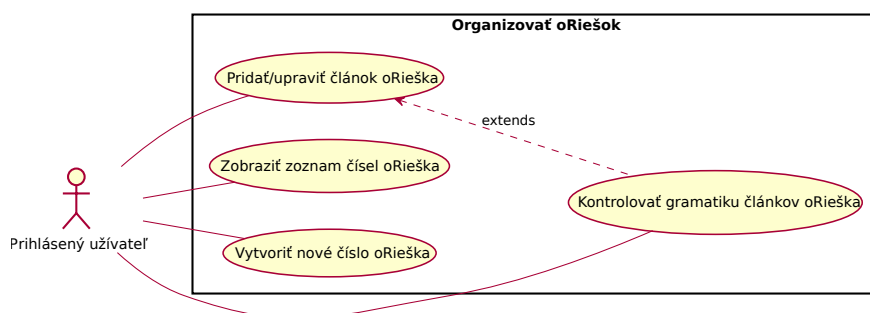 Organizovať oRiešok
Pridať/upraviť článok oRieška
extends
Zobraziť zoznam čísel oRieška
Kontrolovať gramatiku článkov oRieška
Prihlásený užívateľ
Vytvoriť nové číslo oRieška